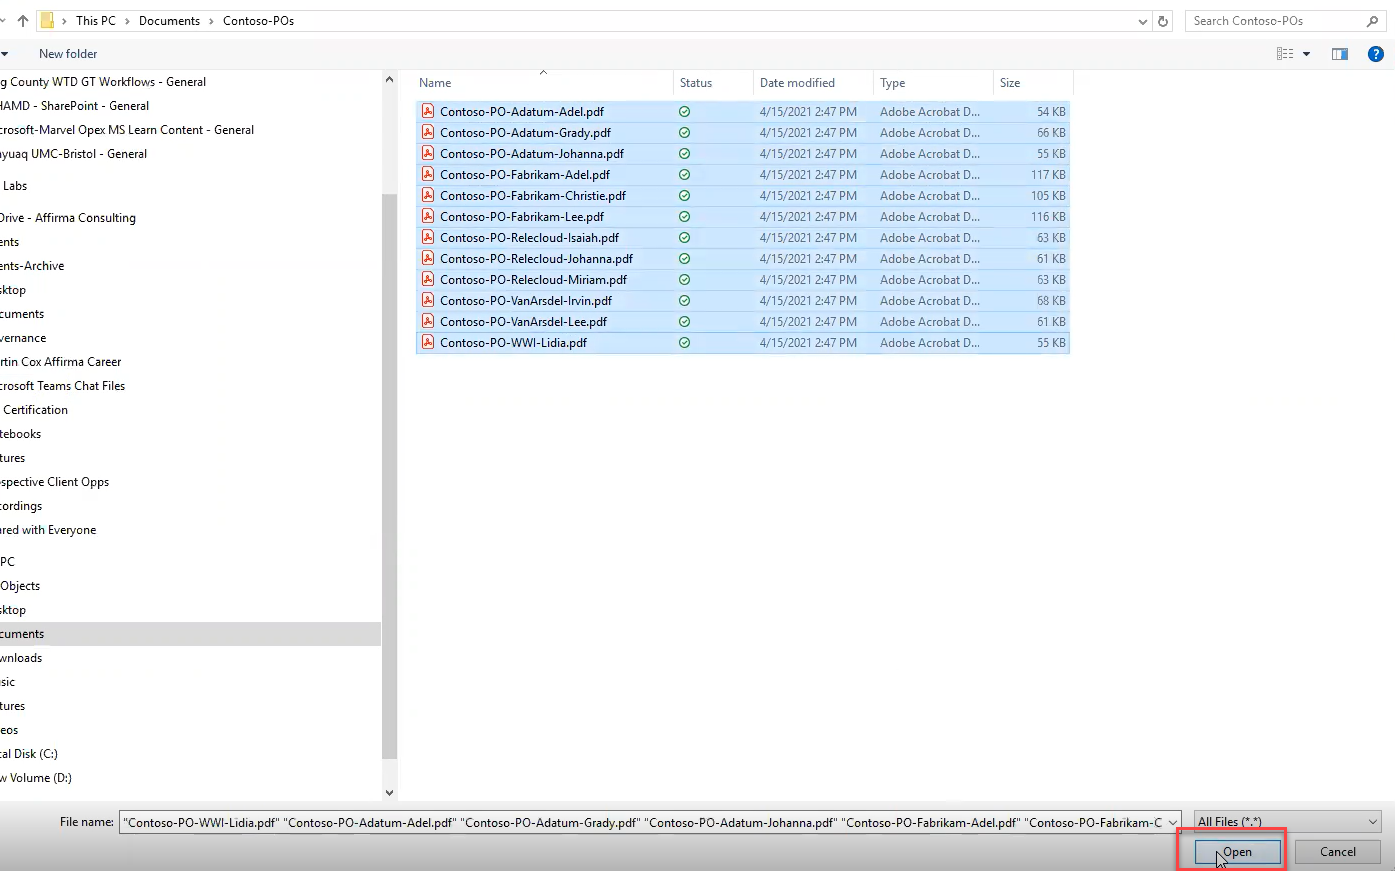 This PC > Documents > Contoso-POs
Search Contoso-POs
New folder
g County WTD GT Workflows - General
HAMD - SharePoint - General
crosoft-Marvel Opex MS Learn Content - General
nyuaq UMC-Bristol - General
Labs
Drive - Affirma Consulting
ents
ents-Archive
sktop
cuments
vernance
rtin Cox Affirma Career
crosoft Teams Chat Files
Certification
tebooks
tures
ospective Client Opps
cordings
ared with Everyone
PC
Objects
sktop
cuments
wnloads
usic
tures
eos
cal Disk (C:)
w Volume (D:)
Name Status Date modified Type Size
Contoso-PO-Adatum-Adel.pdf 4/15/2021 2:47 PM Adobe Acrobat D... 54 KB
Contoso-PO-Adatum-Grady.pdf 4/15/2021 2:47 PM Adobe Acrobat D... 66 KB
Contoso-PO-Adatum-Johanna.pdf 4/15/2021 2:47 PM Adobe Acrobat D... 55 KB
Contoso-PO-Fabrikam-Adel.pdf 4/15/2021 2:47 PM Adobe Acrobat D... 117 KB
Contoso-PO-Fabrikam-Christie.pdf 4/15/2021 2:47 PM Adobe Acrobat D... 105 KB
Contoso-PO-Fabrikam-Lee.pdf 4/15/2021 2:47 PM Adobe Acrobat D... 116 KB
Contoso-PO-Relecloud-Isaiah.pdf 4/15/2021 2:47 PM Adobe Acrobat D... 63 KB
Contoso-PO-Relecloud-Johanna.pdf 4/15/2021 2:47 PM Adobe Acrobat D... 61 KB
Contoso-PO-Relecloud-Miriam.pdf 4/15/2021 2:47 PM Adobe Acrobat D... 63 KB
Contoso-PO-VanArsdel-Irvin.pdf 4/15/2021 2:47 PM Adobe Acrobat D... 68 KB
Contoso-PO-VanArsdel-Lee.pdf 4/15/2021 2:47 PM Adobe Acrobat D... 61 KB
Contoso-PO-WWI-Lidia.pdf 4/15/2021 2:47 PM Adobe Acrobat D... 55 KB
File name: "Contoso-PO-WWI-Lidia.pdf" "Contoso-PO-Adatum-Adel.pdf" "Contoso-PO-Adatum-Grady.pdf" "Contoso-PO-Adatum-Johanna.pdf" "Contoso-PO-Fabrikam-Adel.pdf" "Contoso-PO-Fabrikam-C
All Files (*.*)
Open
Cancel